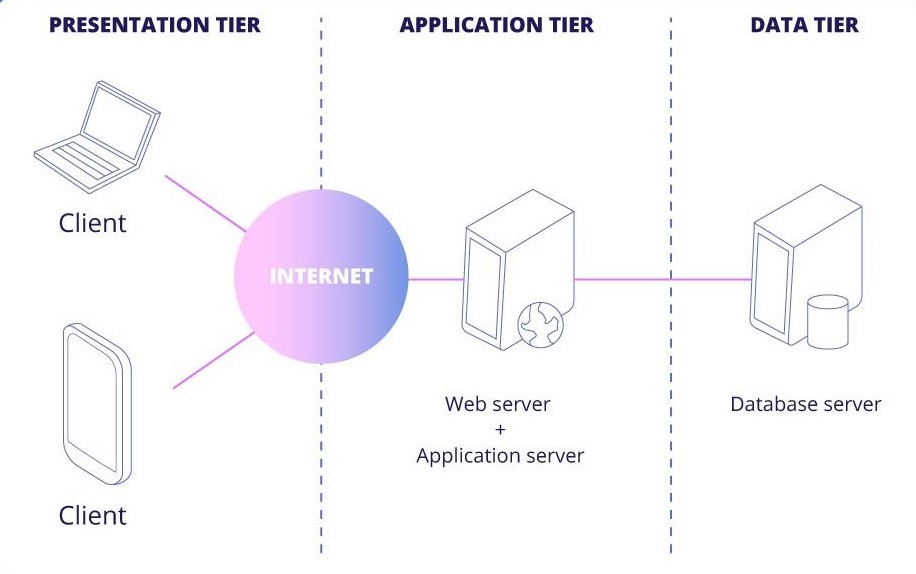 PRESENTATION TIER
APPLICATION TIER
DATA TIER
Client
INTERNET
Client
Web server
+
Application server
Database server